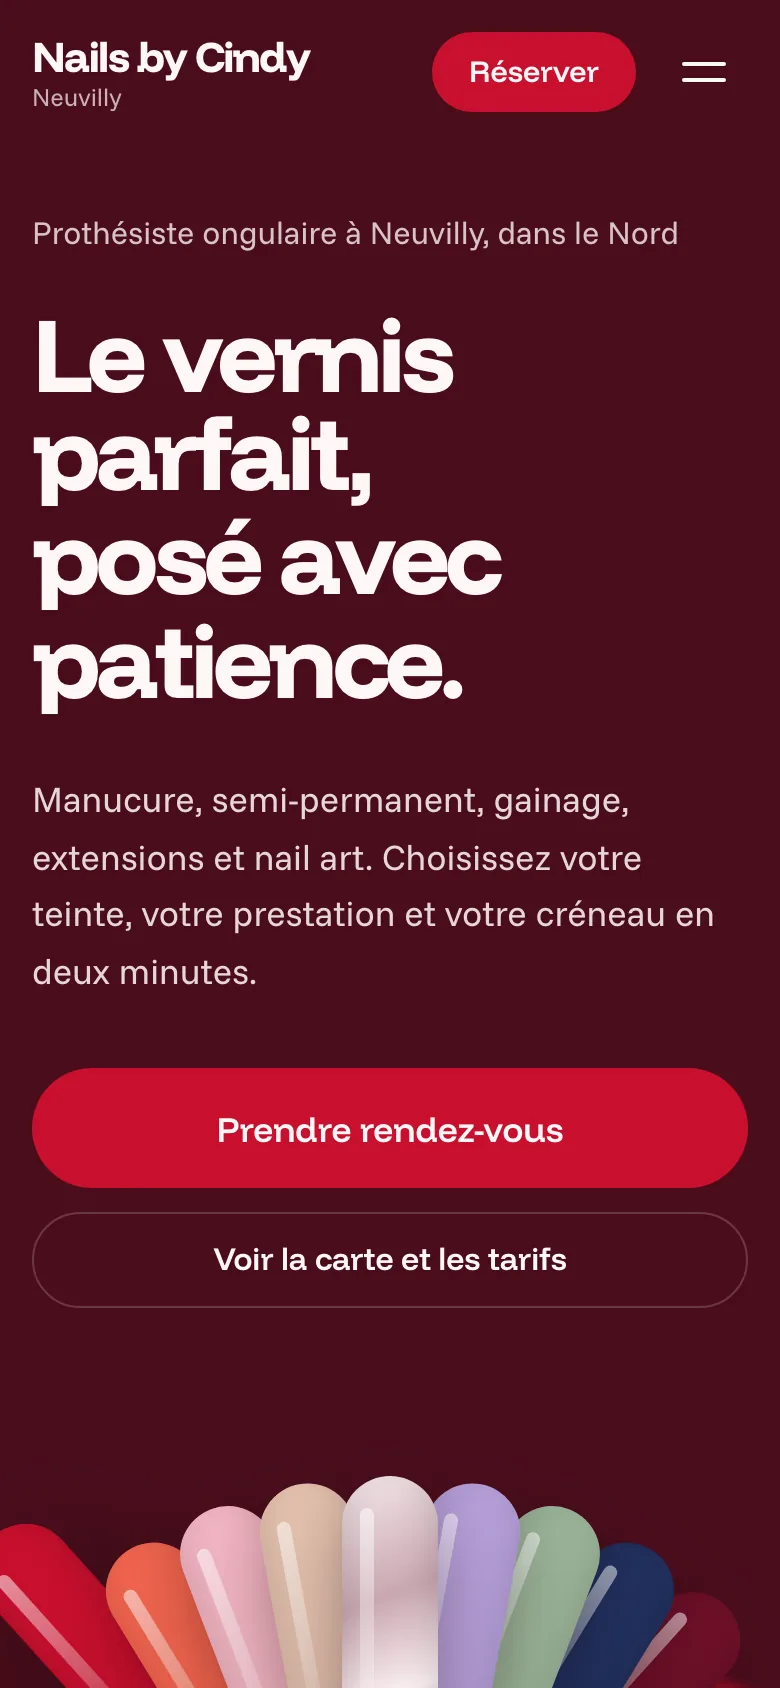 Nails by Cindy
Neuvilly
Réserver
Prothésiste ongulaire à Neuvilly, dans le Nord
Le vernis
parfait,
posé avec
patience.
Manucure, semi-permanent, gainage,
extensions et nail art. Choisissez votre
teinte, votre prestation et votre créneau en
deux minutes.
Prendre rendez-vous
Voir la carte et les tarifs